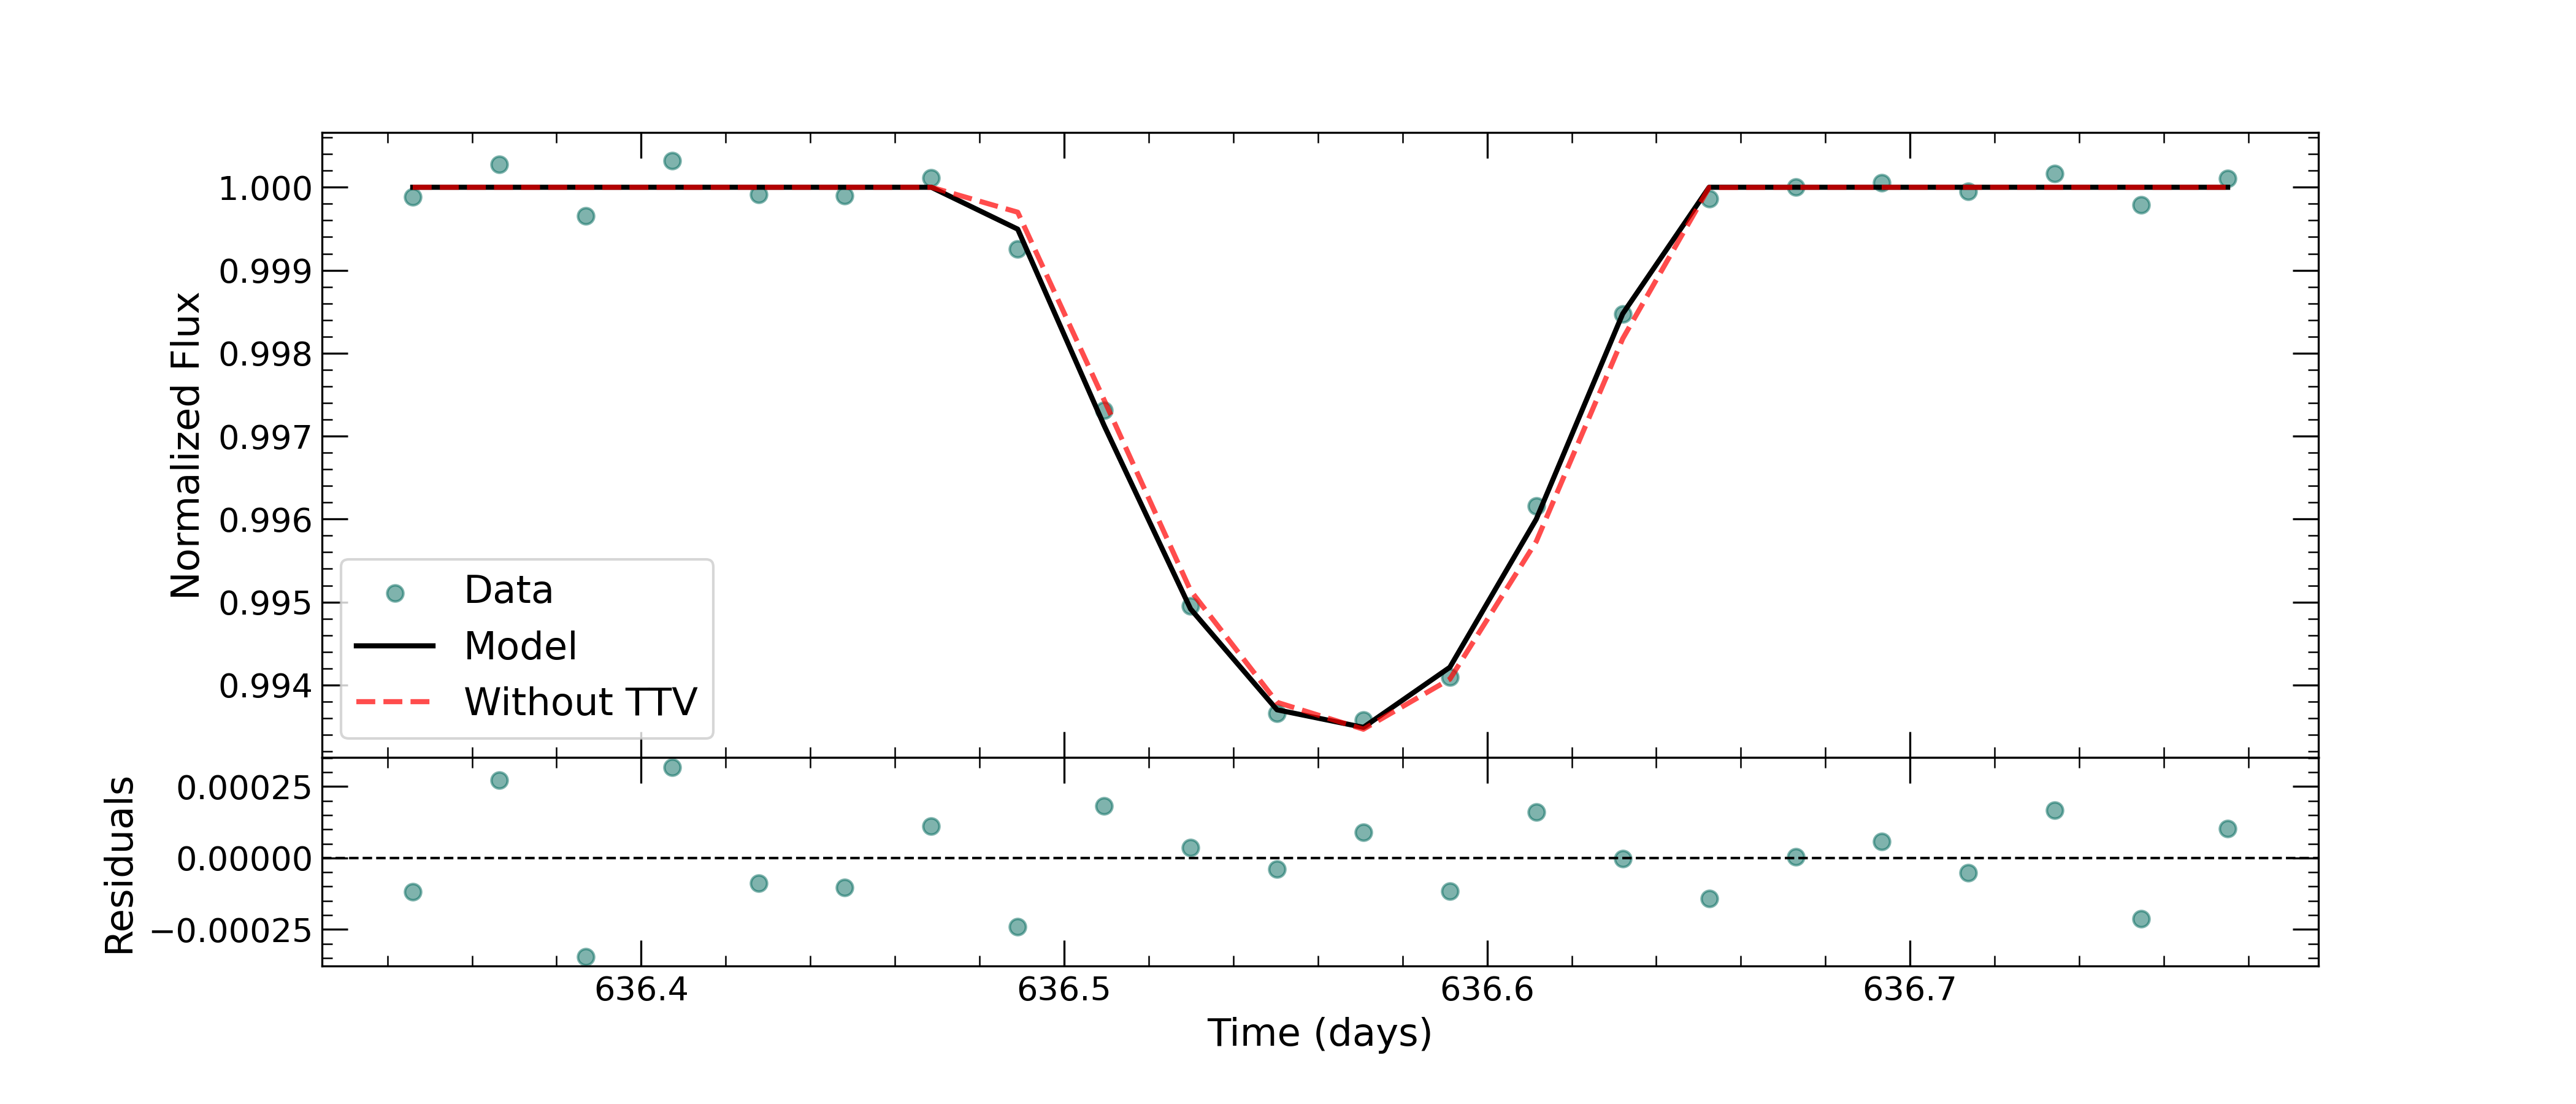 Normalized Flux
1.000
0.999
0.998
0.997
0.996
0.995
0.994
Data
Model
Without TTV
Residuals
0.00025
0.00000
−0.00025
636.4 636.5 636.6 636.7
Time (days)